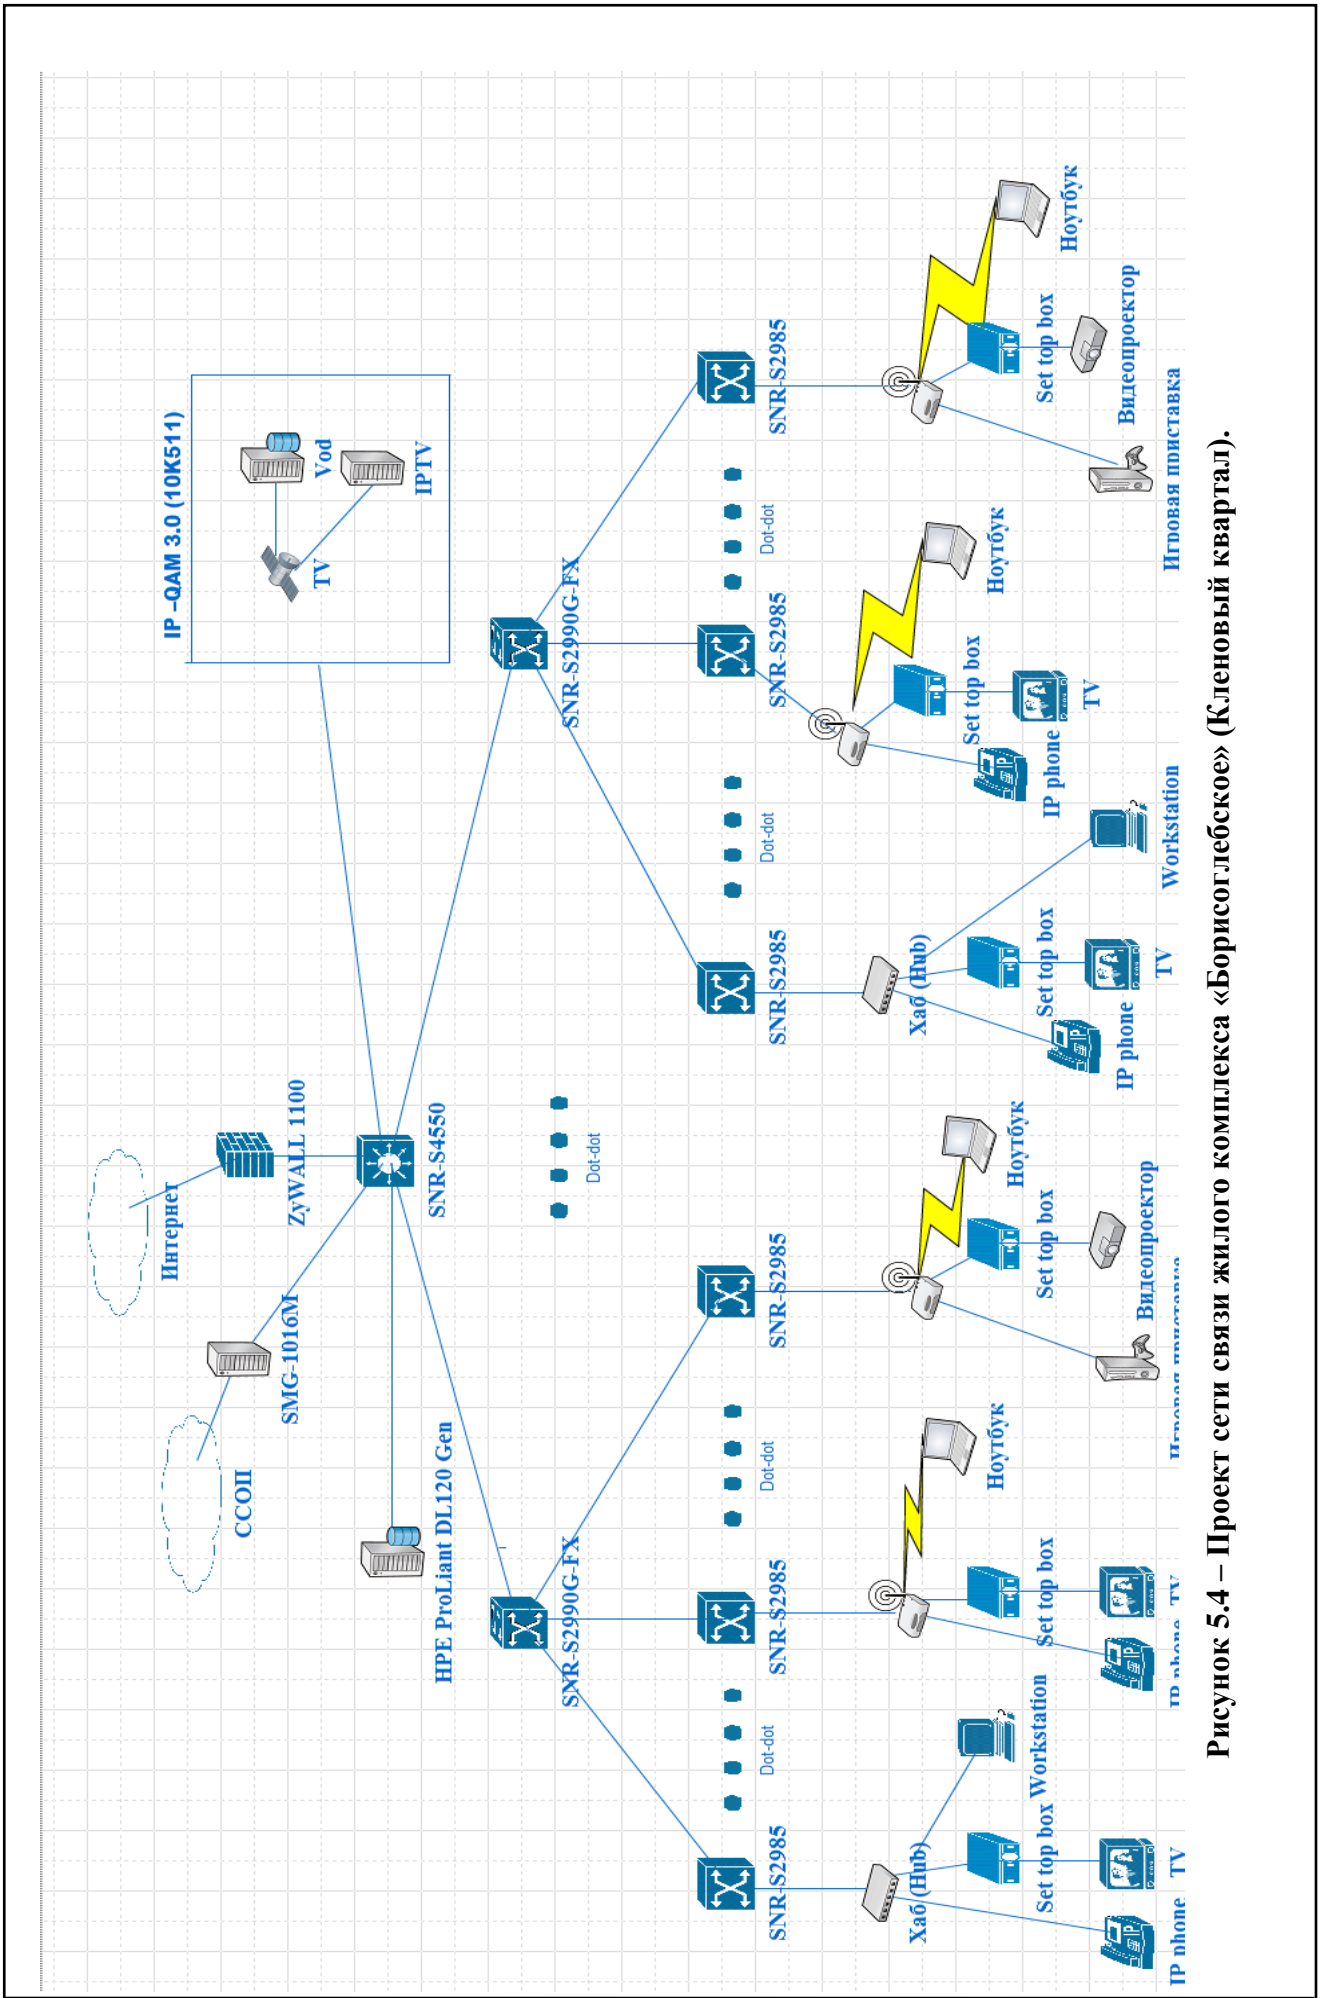 Интернет
IP –QAM 3.0 (10K511)
ССОП
SMG-1016M
ZyWALL 1100
TV
Vod
IPTV
HPE ProLiant DL120 Gen
SNR-S4550
SNR-S2990G-FX
SNR-S2990G-FX
Dot-dot
SNR-S2985
Dot-dot
SNR-S2985
Dot-dot
SNR-S2985
SNR-S2985
Dot-dot
SNR-S2985
Dot-dot
SNR-S2985
Хаб (Hub)
Ноутбук
Ноутбук
Хаб (Hub)
Set top box
Ноутбук
Ноутбук
Set top box
Workstation
Set top box
Set top box
Set top box
IP phone
TV
Set top box
IP phone
TV
Видеопроектор
Видеопроектор
Workstation
Игровая приставка
IP phone
TV
IP phone
TV
Рисунок 5.4 – Проект сети связи жилого комплекса «Борисоглебское» (Кленовый квартал).